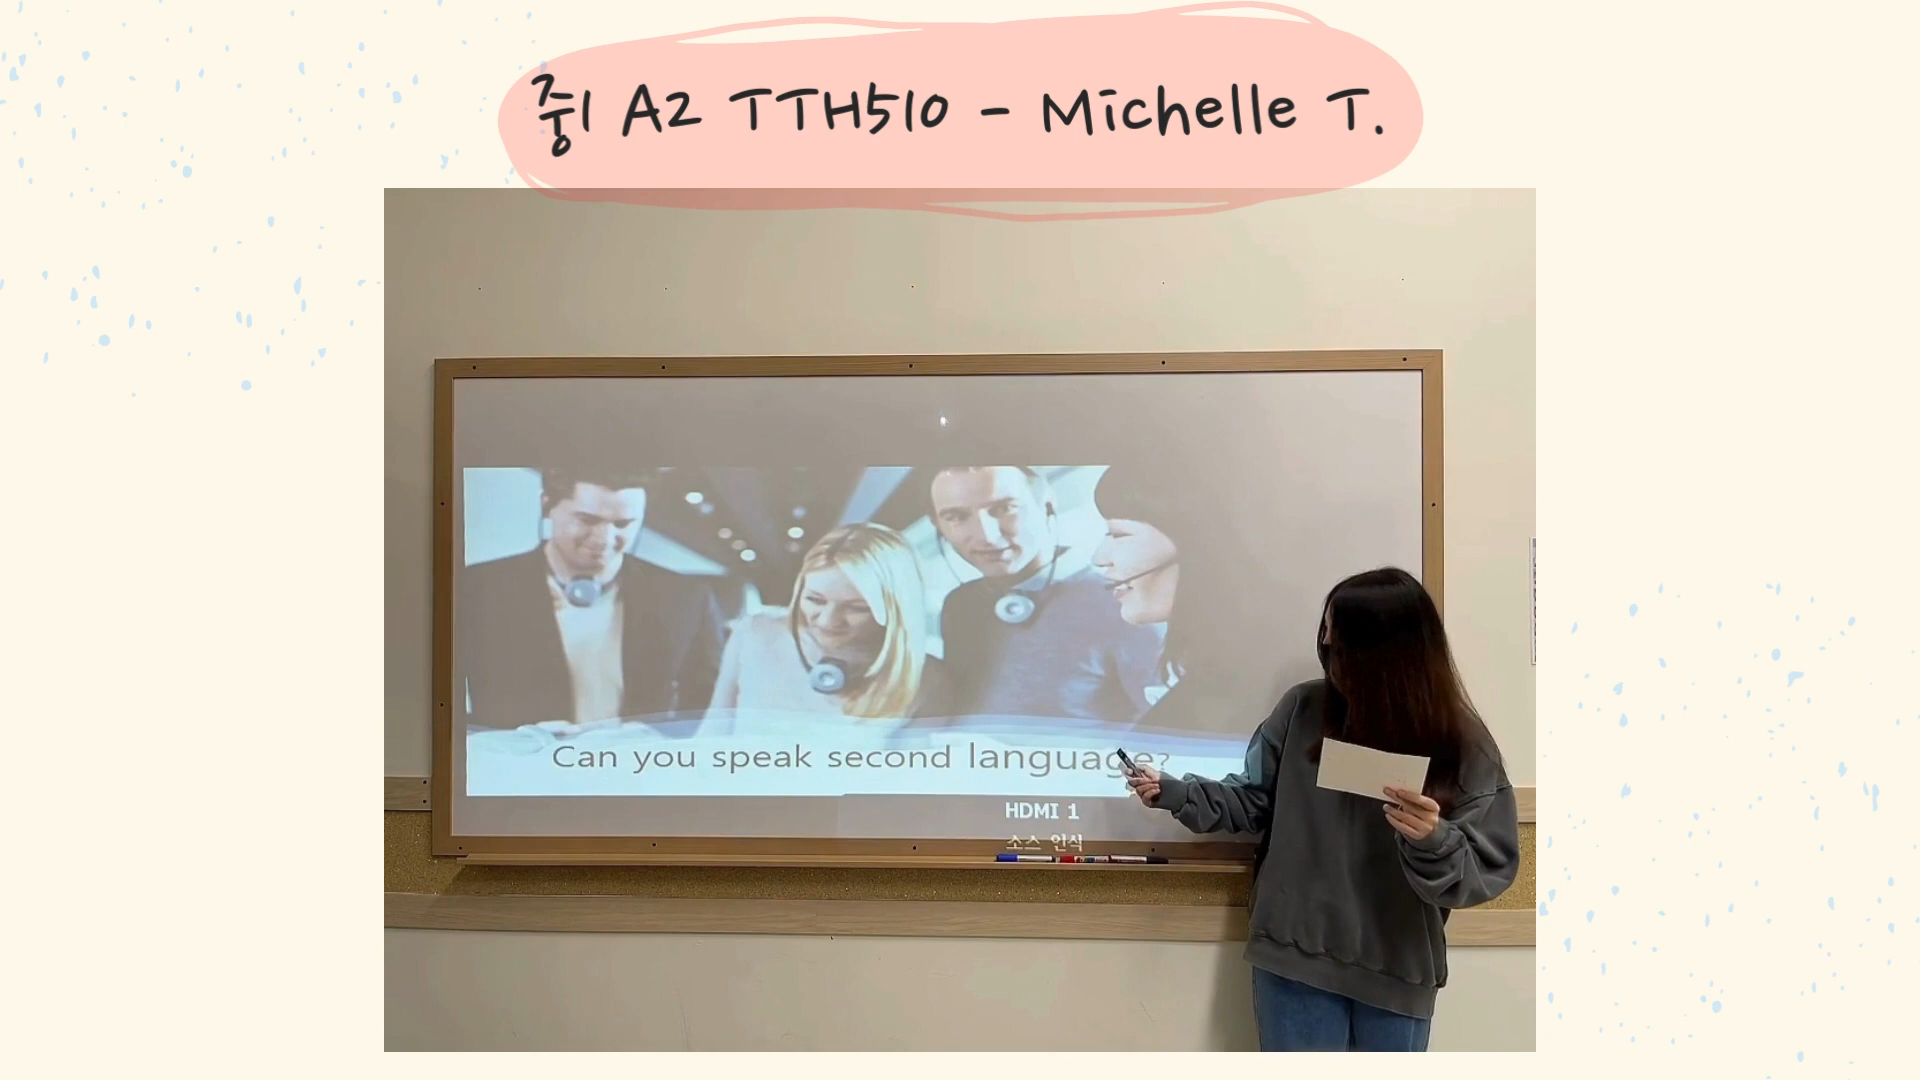 중1 A2 TTH510 - Michelle T.
Can you speak second language?
HDMI 1
소스 인식